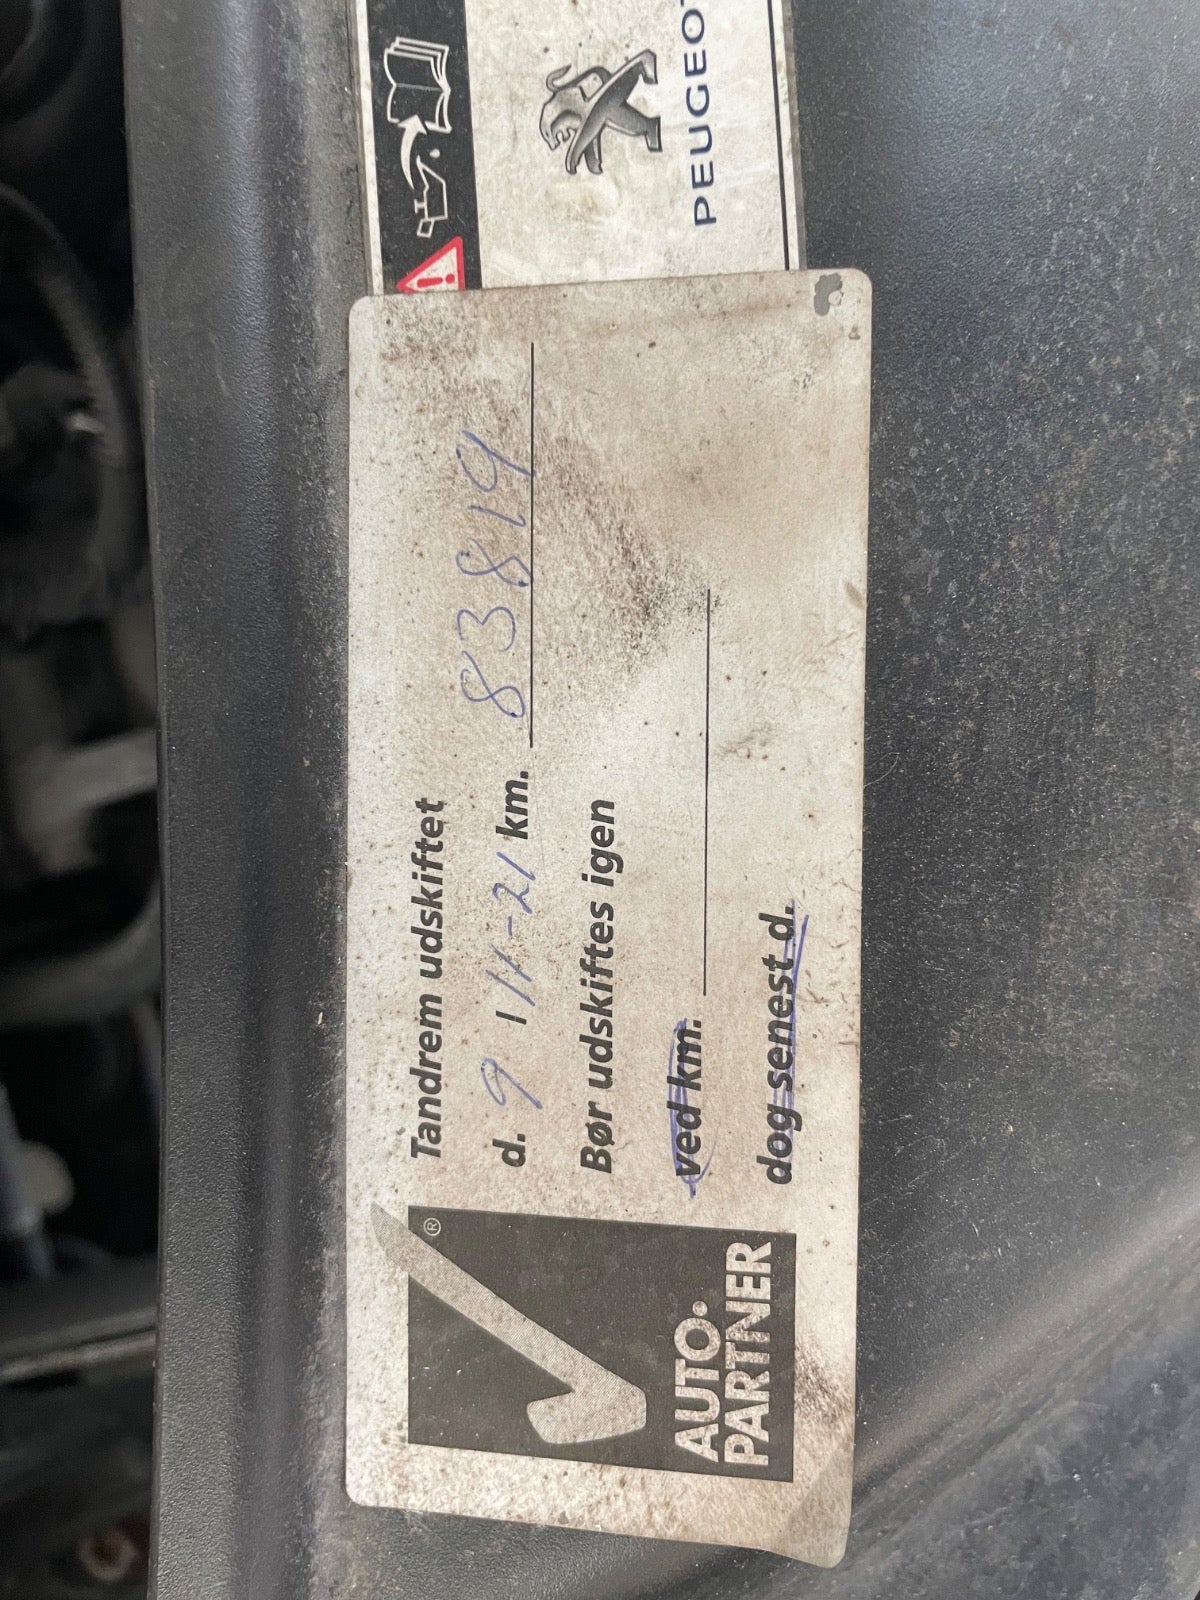 PEUGEOT
Tandrem udskiftet
d. 9 / 11-21 km. 83819
Bør udskiftes igen
ved km.
dog senest d.
®
AUTO
PARTNER